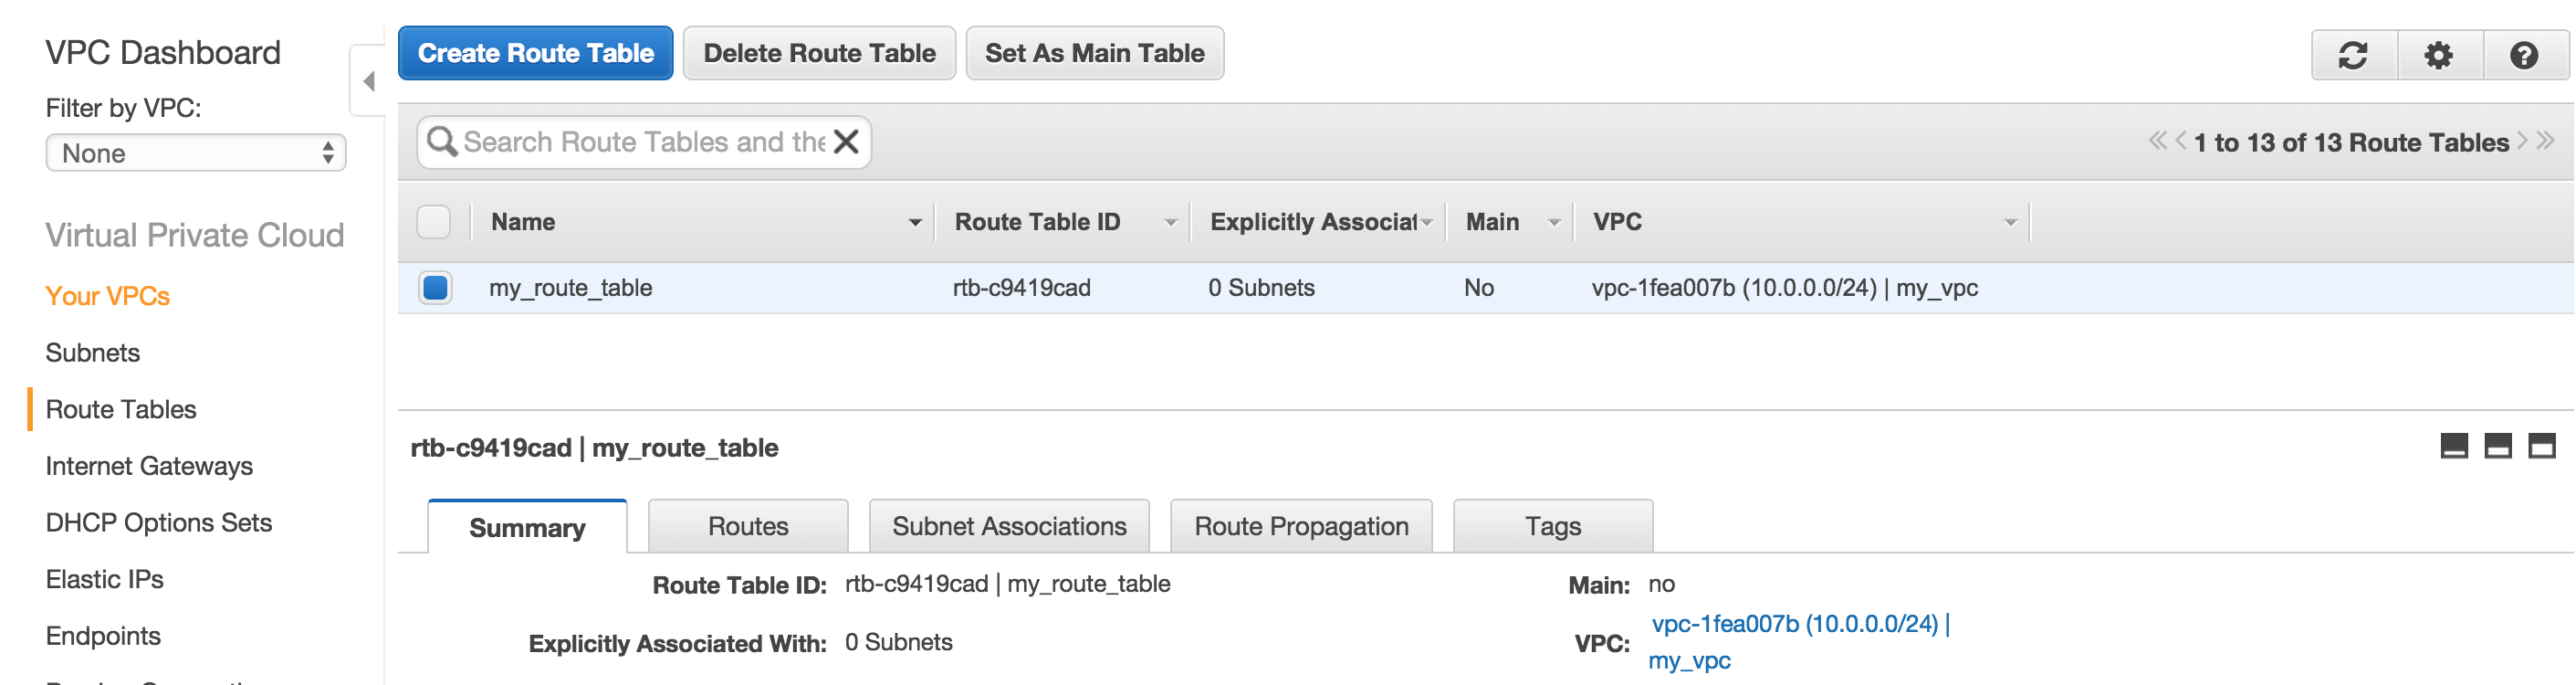 VPC Dashboard
Filter by VPC:
None
Virtual Private Cloud
Your VPCs
Subnets
Route Tables
Internet Gateways
DHCP Options Sets
Elastic IPs
Endpoints
Create Route Table Delete Route Table Set As Main Table
Search Route Tables and the
1 to 13 of 13 Route Tables
Name Route Table ID Explicitly Associat Main VPC
my_route_table rtb-c9419cad 0 Subnets No vpc-1fea007b (10.0.0.0/24) | my_vpc
rtb-c9419cad | my_route_table
Summary Routes Subnet Associations Route Propagation Tags
Route Table ID: rtb-c9419cad | my_route_table
Main: no
Explicitly Associated With: 0 Subnets
VPC: vpc-1fea007b (10.0.0.0/24) |
my_vpc